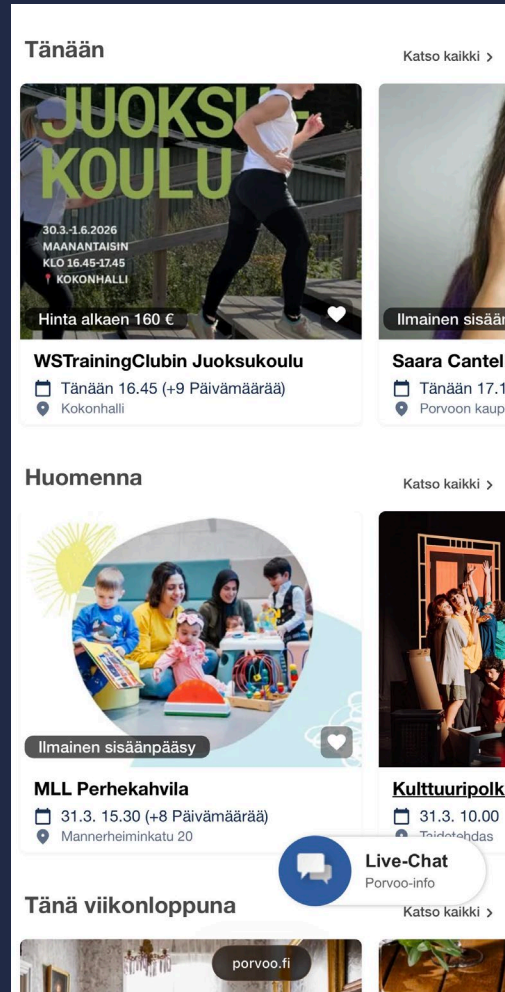 Tänään
Katso kaikki >
JUOKSU-
KOULU
30.3.-1.6.2026
MAANANTAISIN
KLO 16.45-17.45
KOKONHALLI
Hinta alkaen 160 €
WSTrainingClubin Juoksukoulu
Tänään 16.45 (+9 Päivämäärää)
Kokonhalli
Ilmainen
Saara Cantel
Tänään 17.1
Porvoon kaup
Huomenna
Katso kaikki >
Ilmainen sisäänpääsy
MLL Perhekahvila
31.3. 15.30 (+8 Päivämäärää)
Mannerheiminkatu 20
Kulttuuripolk
31.3. 10.00
Taidetehdas
Live-Chat
Porvoo-info
Tänä viikonloppuna
Katso kaikki >
porvoo.fi